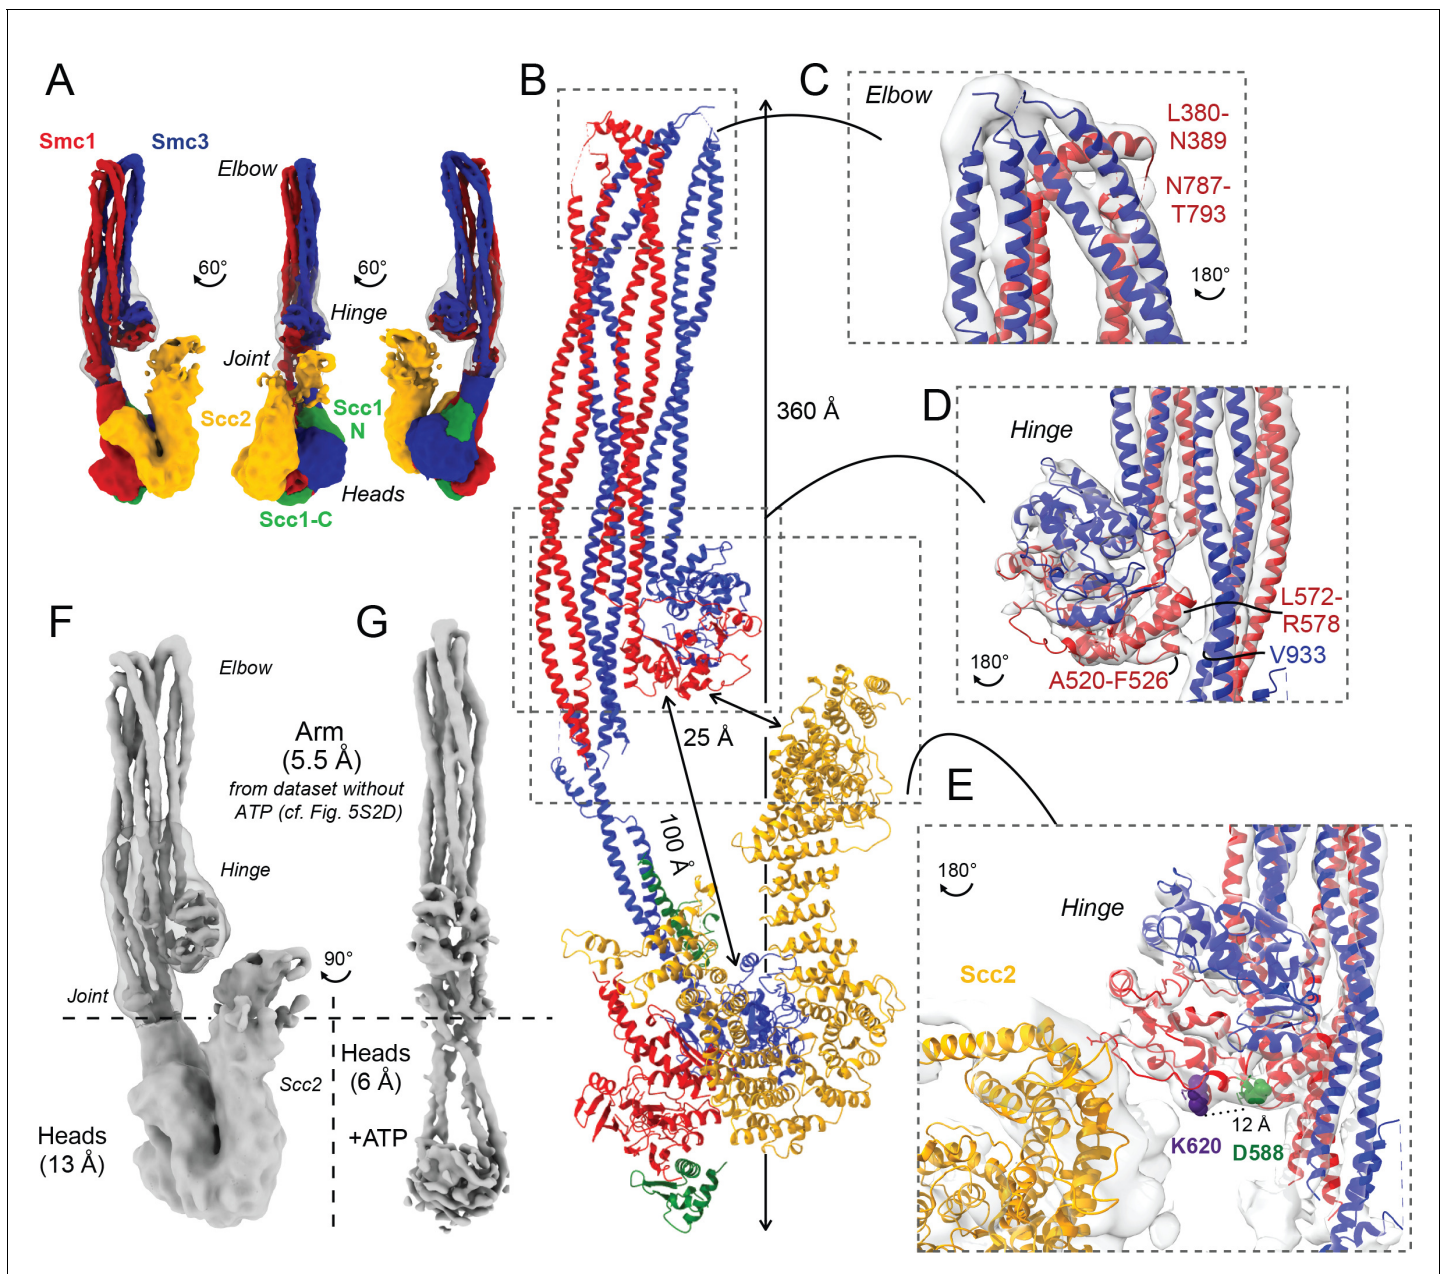 A
Smc1
Smc3
Elbow
60°
60°
Hinge
Joint
Scc2
Scc1
N
Heads
Scc1-C
B
360 Å
25 Å
100 Å
C
Elbow
L380-
N389
N787-
T793
180°
D
Hinge
L572-
R578
V933
A520-F526
180°
E
180°
Hinge
Scc2
12 Å
K620
D588
F
Elbow
Arm
(5.5 Å)
from dataset without
ATP (cf. Fig. 5S2D)
Hinge
90°
Joint
Scc2
Heads
(13 Å)
G
Heads
(6 Å)
+ATP